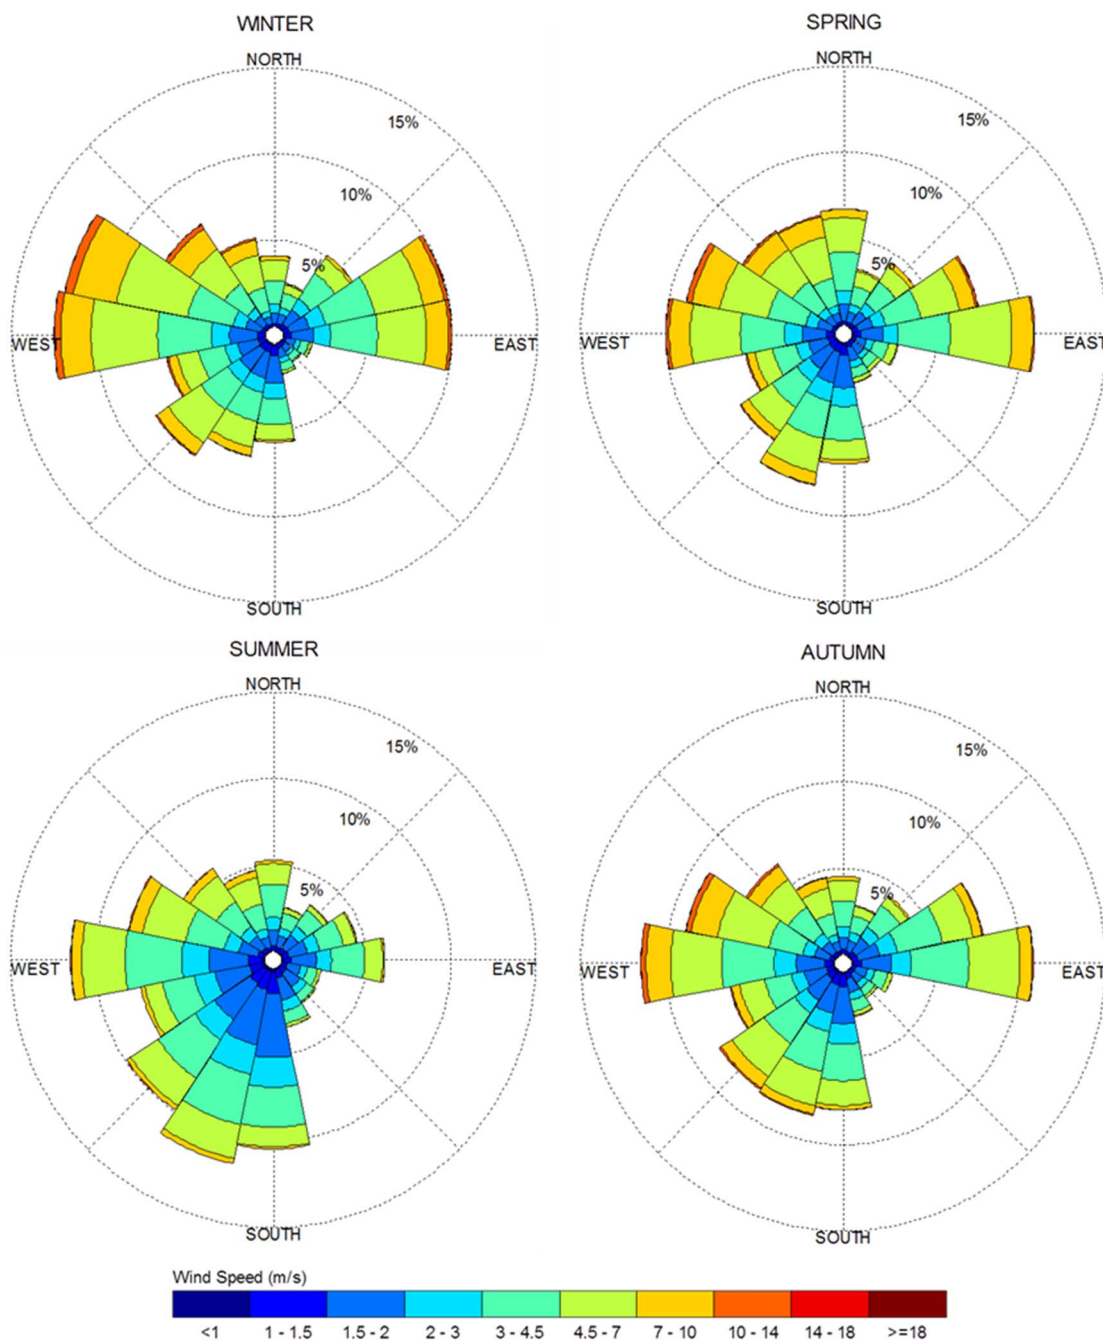 WINTER
SPRING
NORTH
NORTH
15%
15%
10%
10%
5%
5%
WEST
EAST
WEST
EAST
SOUTH
SOUTH
SUMMER
AUTUMN
NORTH
NORTH
15%
15%
10%
10%
5%
5%
WEST
EAST
WEST
EAST
SOUTH
SOUTH
Wind Speed (m/s)
<1 1 - 1.5 1.5 - 2 2 - 3 3 - 4.5 4.5 - 7 7 - 10 10 - 14 14 - 18 >=18